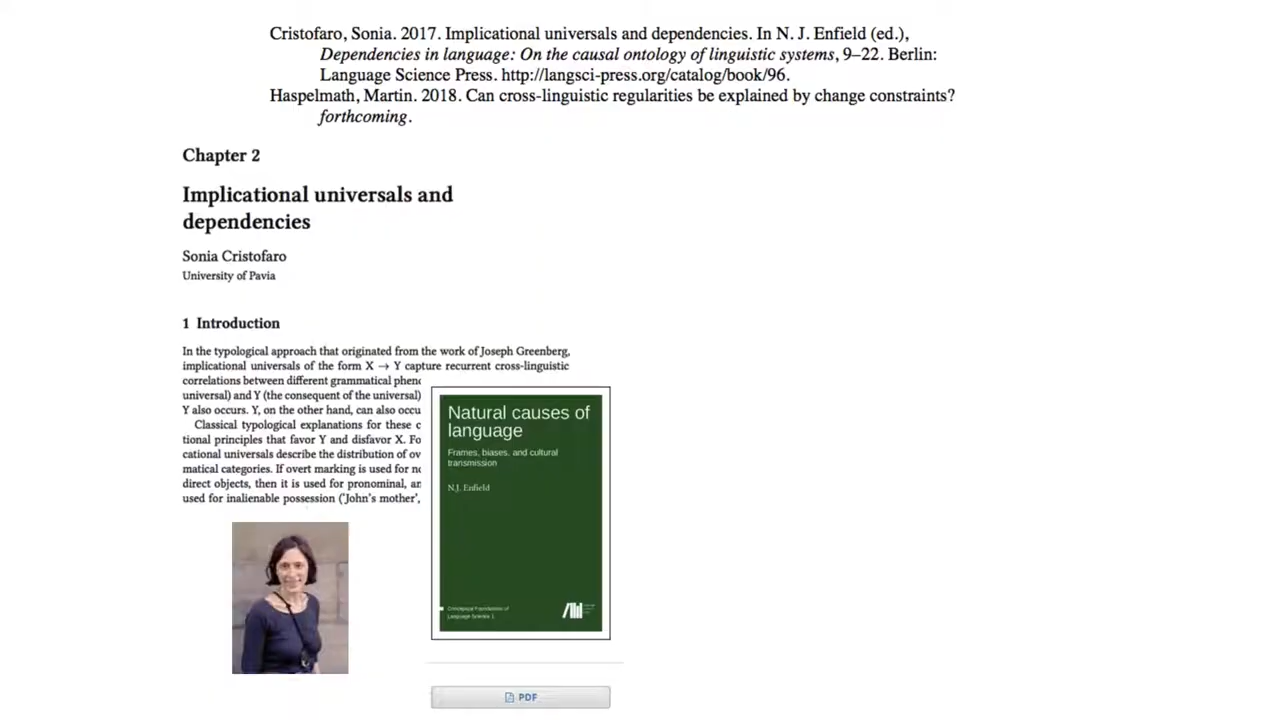 Cristofaro, Sonia. 2017. Implicational universals and dependencies. In N. J. Enfield (ed.),
Dependencies in language: On the causal ontology of linguistic systems, 9–22. Berlin:
Language Science Press. http://langsci-press.org/catalog/book/96.
Haspelmath, Martin. 2018. Can cross-linguistic regularities be explained by change constraints?
forthcoming.
Chapter 2
Implicational universals and
dependencies
Sonia Cristofaro
University of Pavia
1 Introduction
In the typological approach that originated from the work of Joseph Greenberg,
implicational universals of the form X → Y capture recurrent cross-linguistic
correlations between different grammatical phen
universal) and Y (the consequent of the universal)
Y also occurs. Y, on the other hand, can also occu
Classical typological explanations for these c
tional principles that favor Y and disfavor X. Fo
cational universals describe the distribution of ov
matical categories. If overt marking is used for no
direct objects, then it is used for pronominal, an
used for inalienable possession (‘John’s mother’,
Natural causes of
language
Frames, biases, and cultural
transmission
N.J. Enfield
Conceptual Foundations of
Language Science 1
PDF